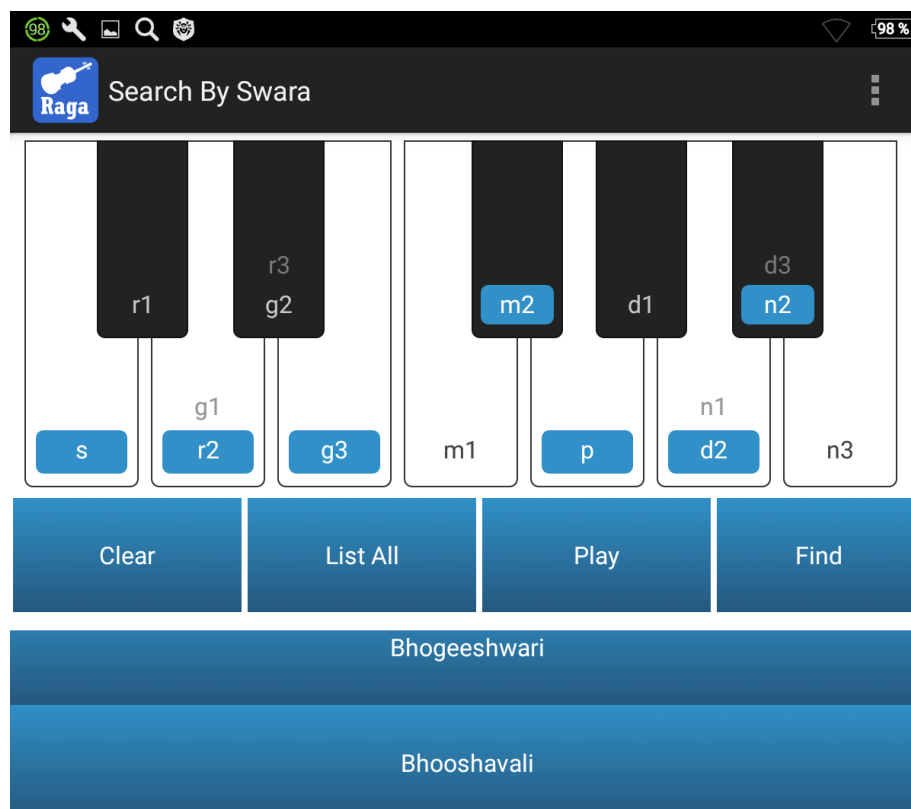 98
98 %
Raga
Search By Swara
r3
d3
r1
g2
m2
d1
n2
g1
n1
s
r2
g3
m1
p
d2
n3
Clear
List All
Play
Find
Bhogeeshwari
Bhooshavali